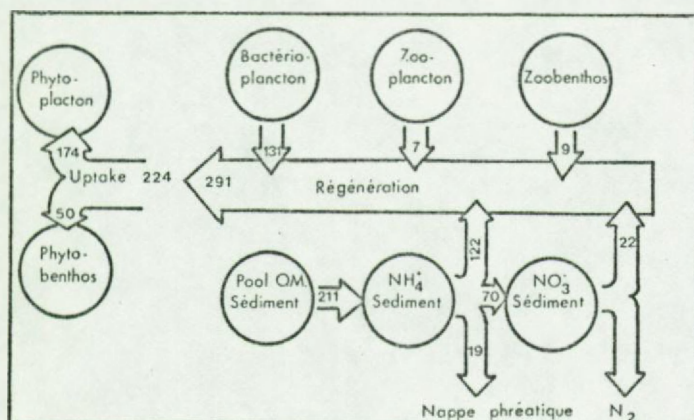 Phyto-
placton
Bactério-
plancton
Zoo-
plancton
Zoobenthos
174
131
7
9
Uptake 224
291
Régénération
50
Phyto-
benthos
122
22
Pool O.M.
Sédiment
211
NH₄⁺
Sediment
70
NO₃⁻
Sédiment
19
Nappe phréatique
N₂